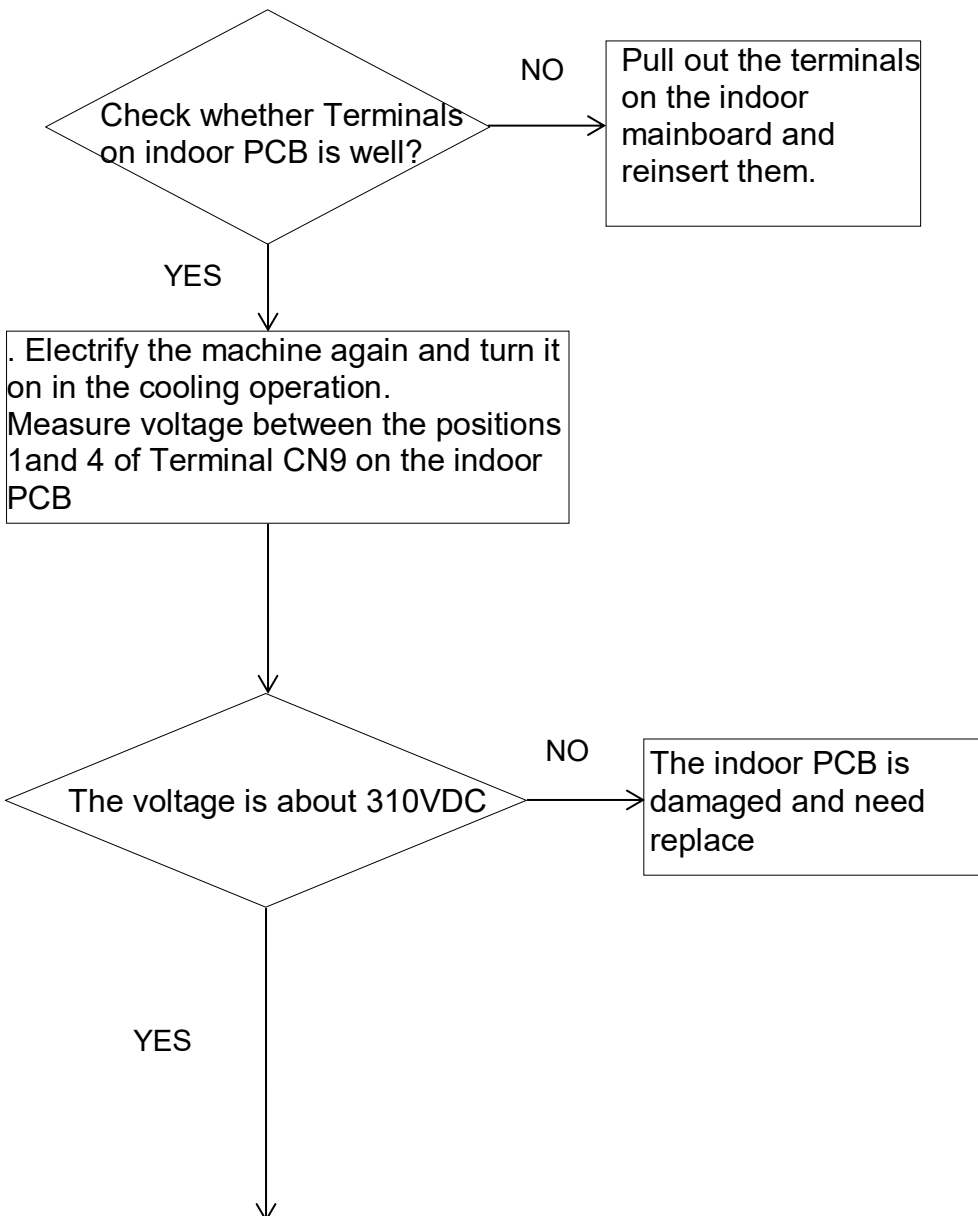 Check whether Terminals
on indoor PCB is well?
NO
Pull out the terminals
on the indoor
mainboard and
reinsert them.
YES
. Electrify the machine again and turn it
on in the cooling operation.
Measure voltage between the positions
1and 4 of Terminal CN9 on the indoor
PCB
The voltage is about 310VDC
NO
The indoor PCB is
damaged and need
replace
YES